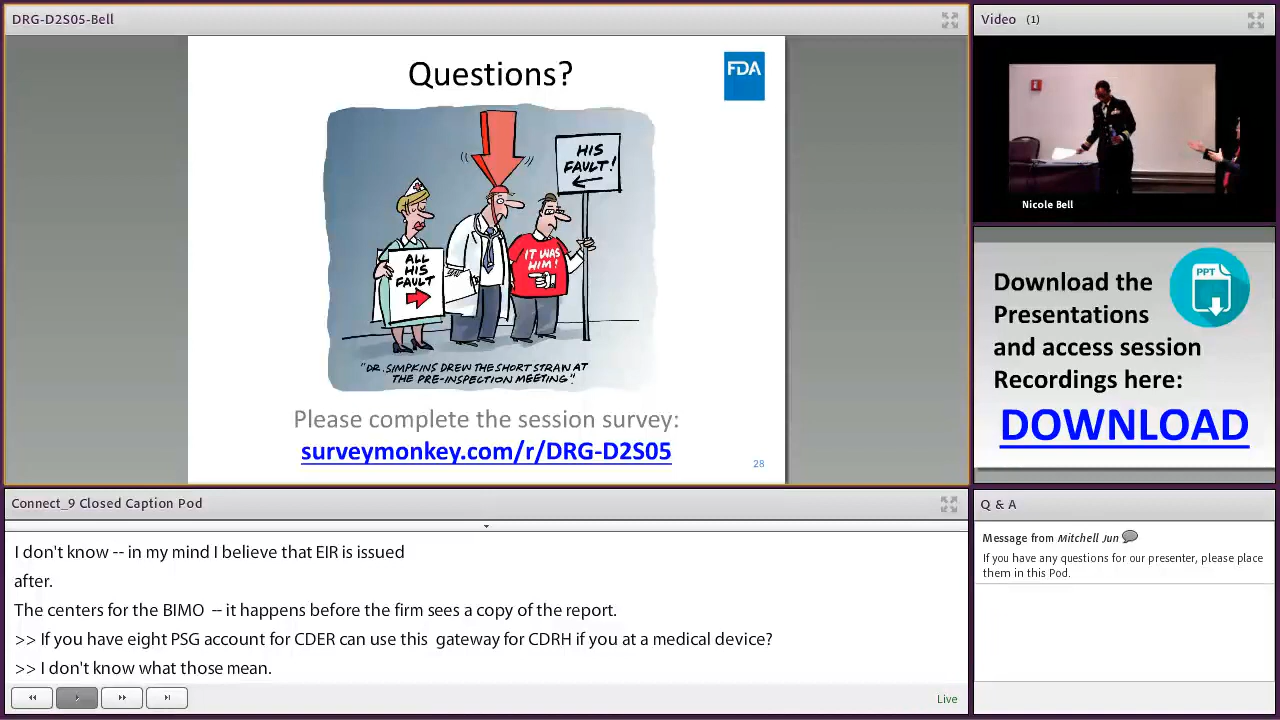 DRG-D2S05-Bell
Questions?
FDA
HIS
FAULT!
ALL
HIS
FAULT
IT WAS
HIM!
"DR. SIMPKINS DREW THE SHORT STRAW AT
THE PRE-INSPECTION MEETING".
Please complete the session survey:
surveymonkey.com/r/DRG-D2S05
28
Video (1)
Nicole Bell
Download the
Presentations
and access session
Recordings here:
DOWNLOAD
PPT
Connect_9 Closed Caption Pod
I don't know -- in my mind I believe that EIR is issued
after.
The centers for the BIMO -- it happens before the firm sees a copy of the report.
>> If you have eight PSG account for CDER can use this gateway for CDRH if you at a medical device?
>> I don't know what those mean.
Live
Q & A
Message from Mitchell Jun
If you have any questions for our presenter, please place
them in this Pod.